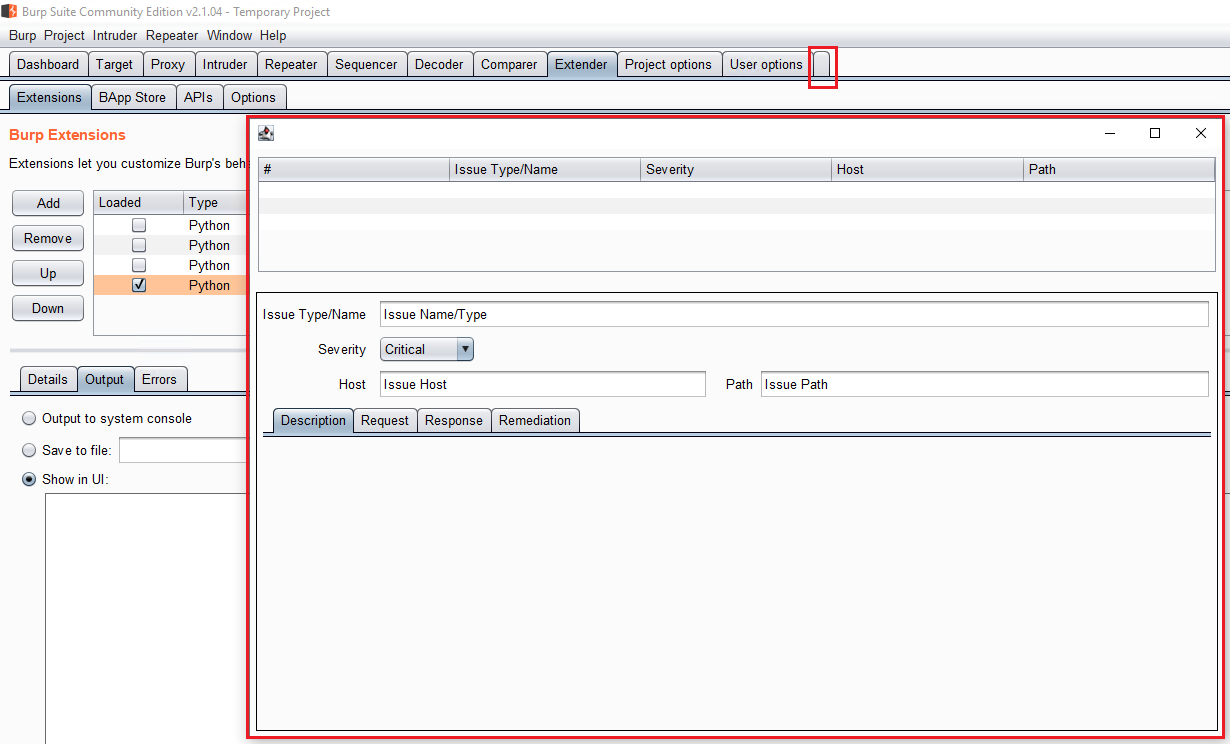 Burp Suite Community Edition v2.1.04 - Temporary Project
Burp Project Intruder Repeater Window Help
Dashboard Target Proxy Intruder Repeater Sequencer Decoder Comparer Extender Project options User options
Extensions BApp Store APIs Options
Burp Extensions
Extensions let you customize Burp's beh
Add
Remove
Up
Down
Loaded Type
Python
Python
Python
Python
Details Output Errors
Output to system console
Save to file:
Show in UI:
# Issue Type/Name Severity Host Path
Issue Type/Name Issue Name/Type
Severity Critical
Host Issue Host Path Issue Path
Description Request Response Remediation